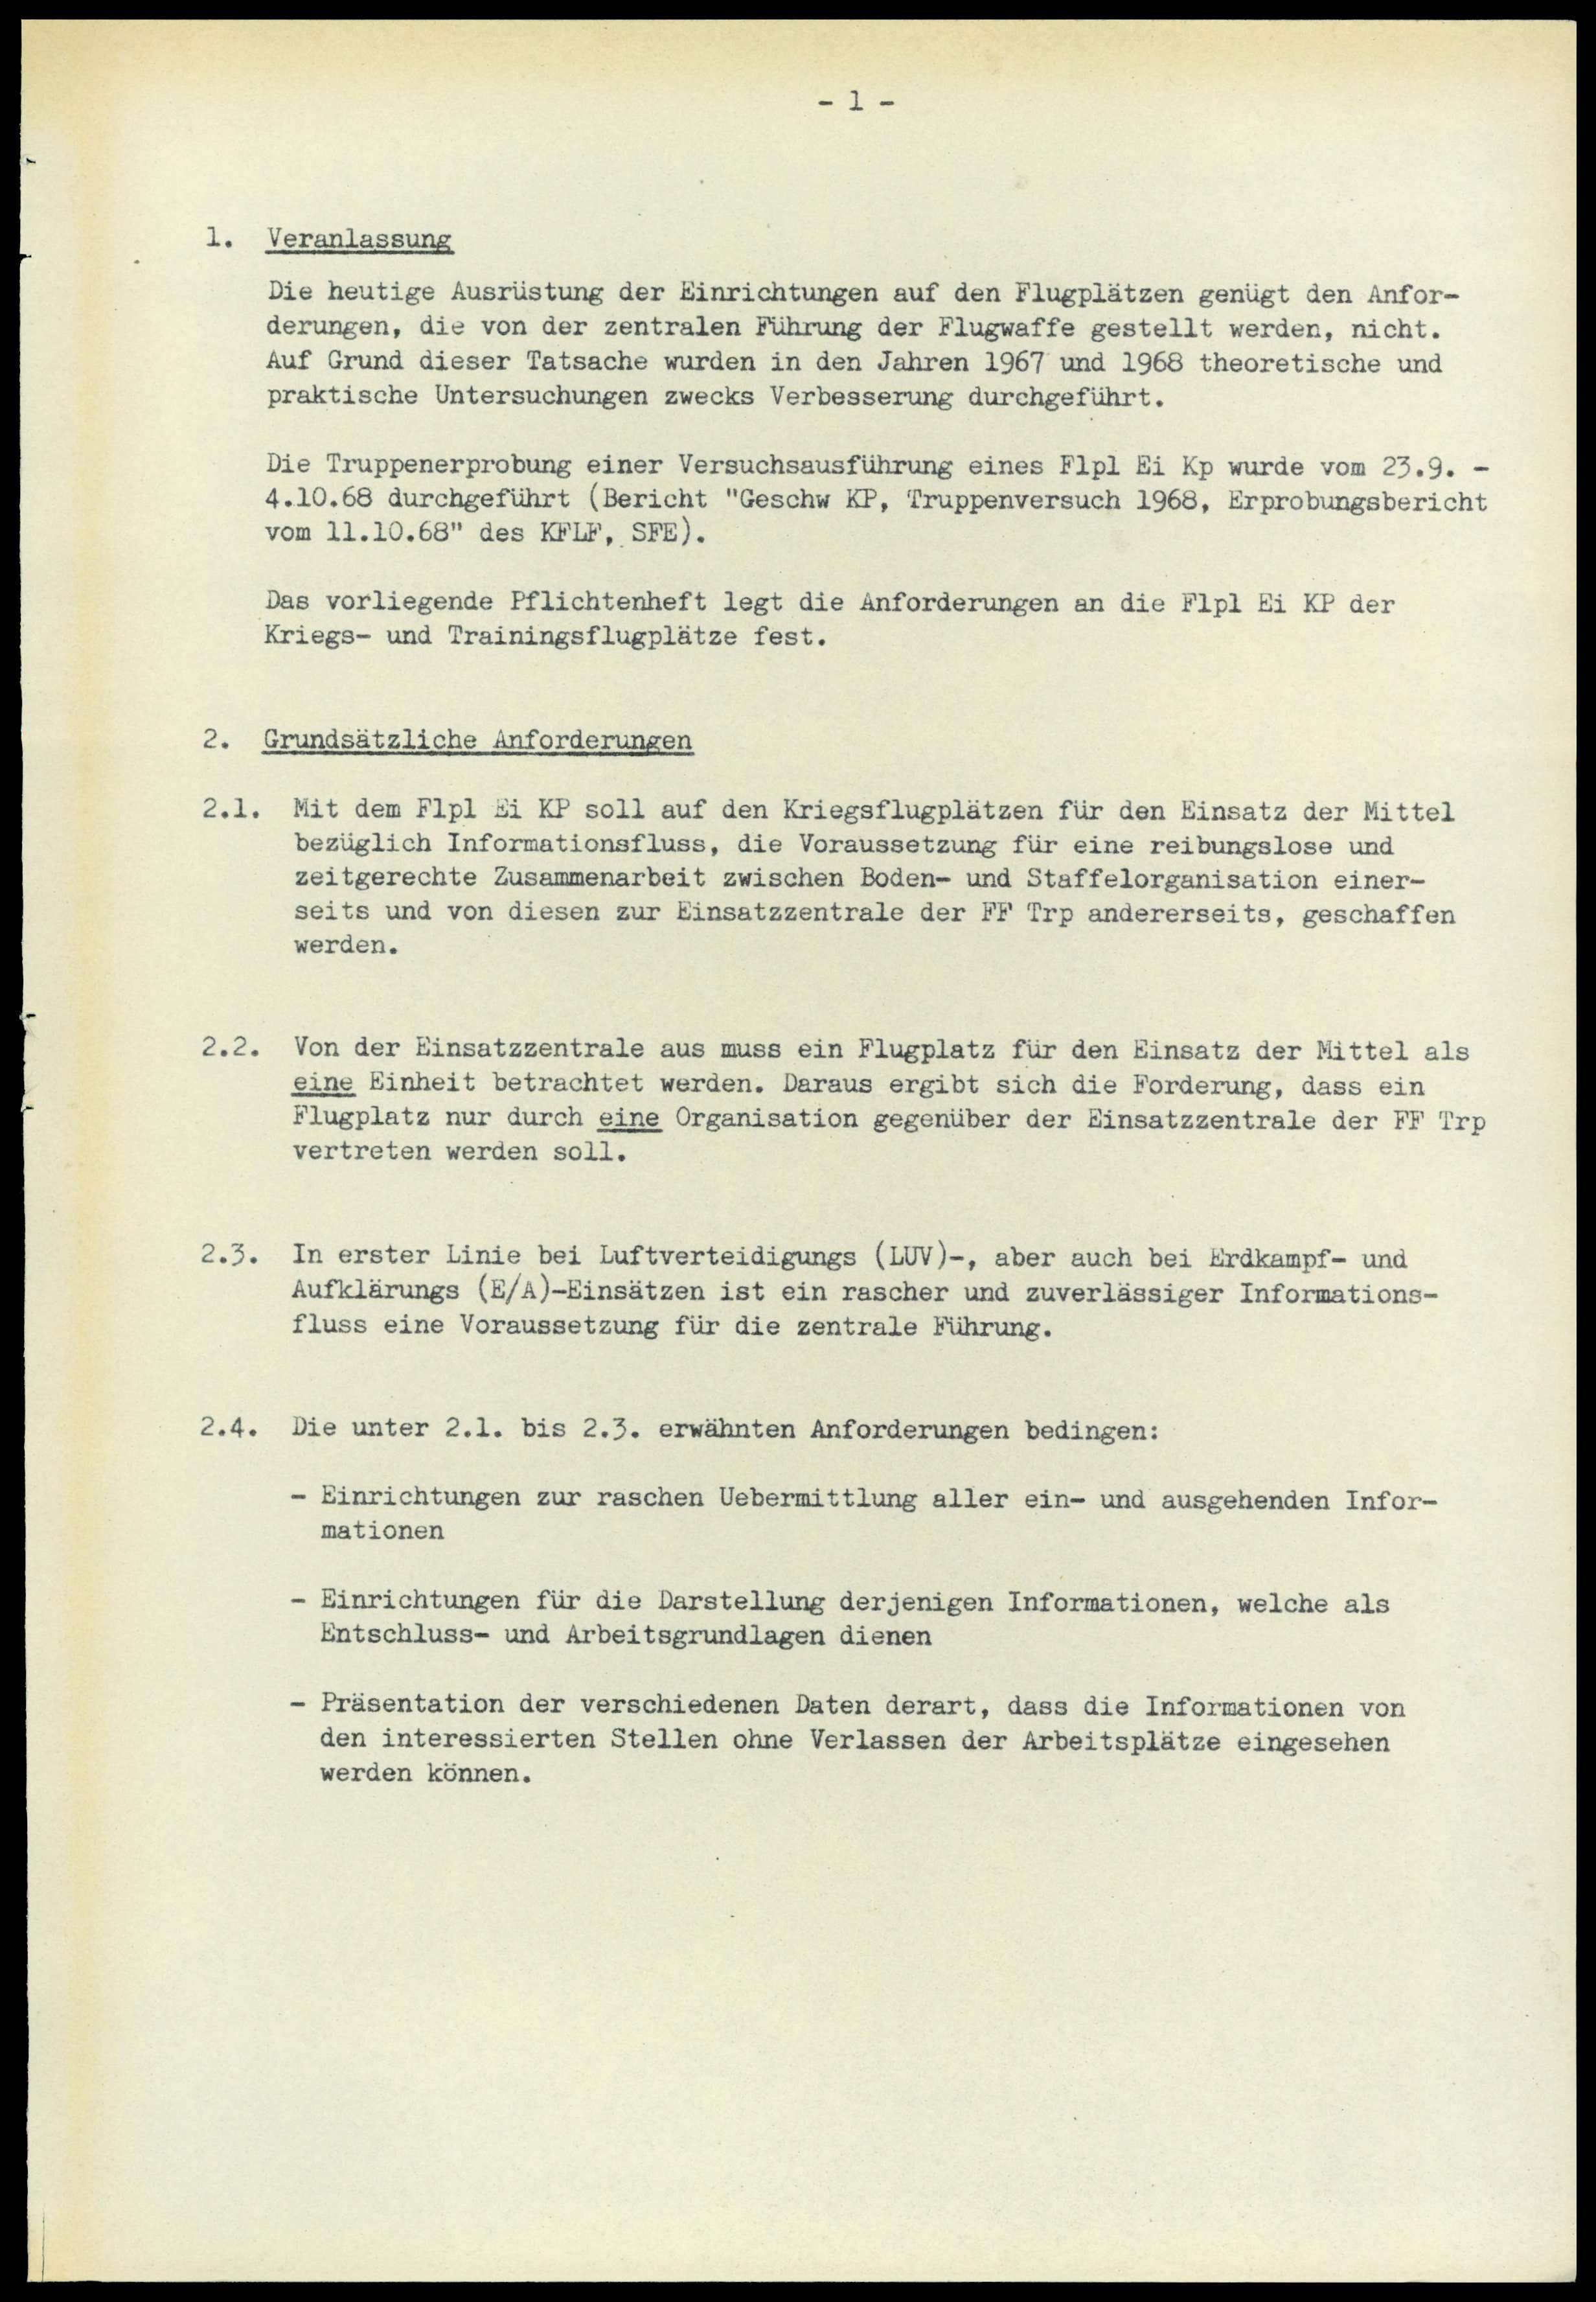 - 1 -
1. Veranlassung
Die heutige Ausrüstung der Einrichtungen auf den Flugplätzen genügt den Anfor-
derungen, die von der zentralen Führung der Flugwaffe gestellt werden, nicht.
Auf Grund dieser Tatsache wurden in den Jahren 1967 und 1968 theoretische und
praktische Untersuchungen zwecks Verbesserung durchgeführt.
Die Truppenerprobung einer Versuchsausführung eines Flpl Ei Kp wurde vom 23.9. -
4.10.68 durchgeführt (Bericht "Geschw KP, Truppenversuch 1968, Erprobungsbericht
vom 11.10.68" des KFLF, SFE).
Das vorliegende Pflichtenheft legt die Anforderungen an die Flpl Ei KP der
Kriegs- und Trainingsflugplätze fest.
2. Grundsätzliche Anforderungen
2.1. Mit dem Flpl Ei KP soll auf den Kriegsflugplätzen für den Einsatz der Mittel
bezüglich Informationsfluss, die Voraussetzung für eine reibungslose und
zeitgerechte Zusammenarbeit zwischen Boden- und Staffelorganisation einer-
seits und von diesen zur Einsatzzentrale der FF Trp andererseits, geschaffen
werden.
2.2. Von der Einsatzzentrale aus muss ein Flugplatz für den Einsatz der Mittel als
eine Einheit betrachtet werden. Daraus ergibt sich die Forderung, dass ein
Flugplatz nur durch eine Organisation gegenüber der Einsatzzentrale der FF Trp
vertreten werden soll.
2.3. In erster Linie bei Luftverteidigungs (LUV)-, aber auch bei Erdkampf- und
Aufklärungs (E/A)-Einsätzen ist ein rascher und zuverlässiger Informations-
fluss eine Voraussetzung für die zentrale Führung.
2.4. Die unter 2.1. bis 2.3. erwähnten Anforderungen bedingen:
- Einrichtungen zur raschen Uebermittlung aller ein- und ausgehenden Infor-
mationen
- Einrichtungen für die Darstellung derjenigen Informationen, welche als
Entschluss- und Arbeitsgrundlagen dienen
- Präsentation der verschiedenen Daten derart, dass die Informationen von
den interessierten Stellen ohne Verlassen der Arbeitsplätze eingesehen
werden können.